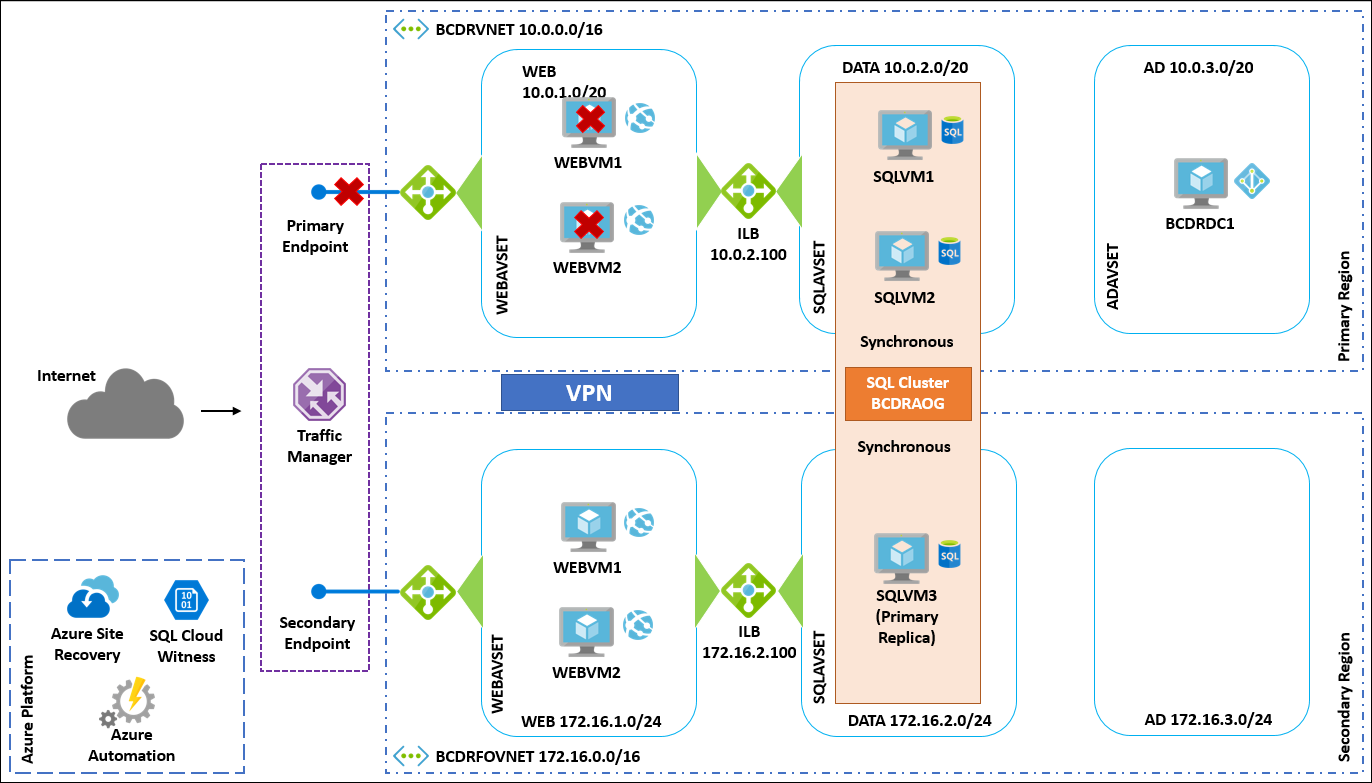 BCDRVNET 10.0.0.0/16
WEB
10.0.1.0/20
WEBVM1
WEBVM2
WEBAVSET
ILB
10.0.2.100
DATA 10.0.2.0/20
SQL
SQLVM1
SQL
SQLVM2
SQLAVSET
Synchronous
AD 10.0.3.0/20
BCDRDC1
ADAVSET
Primary Region
Primary
Endpoint
Internet
Traffic
Manager
VPN
SQL Cluster
BCDRAOG
Synchronous
Secondary
Endpoint
WEBVM1
WEBVM2
WEBAVSET
WEB 172.16.1.0/24
ILB
172.16.2.100
SQL
SQLVM3
(Primary
Replica)
SQLAVSET
DATA 172.16.2.0/24
AD 172.16.3.0/24
Secondary Region
BCDRFOVNET 172.16.0.0/16
Azure Site
Recovery
10
01
SQL Cloud
Witness
Azure
Automation
Azure Platform